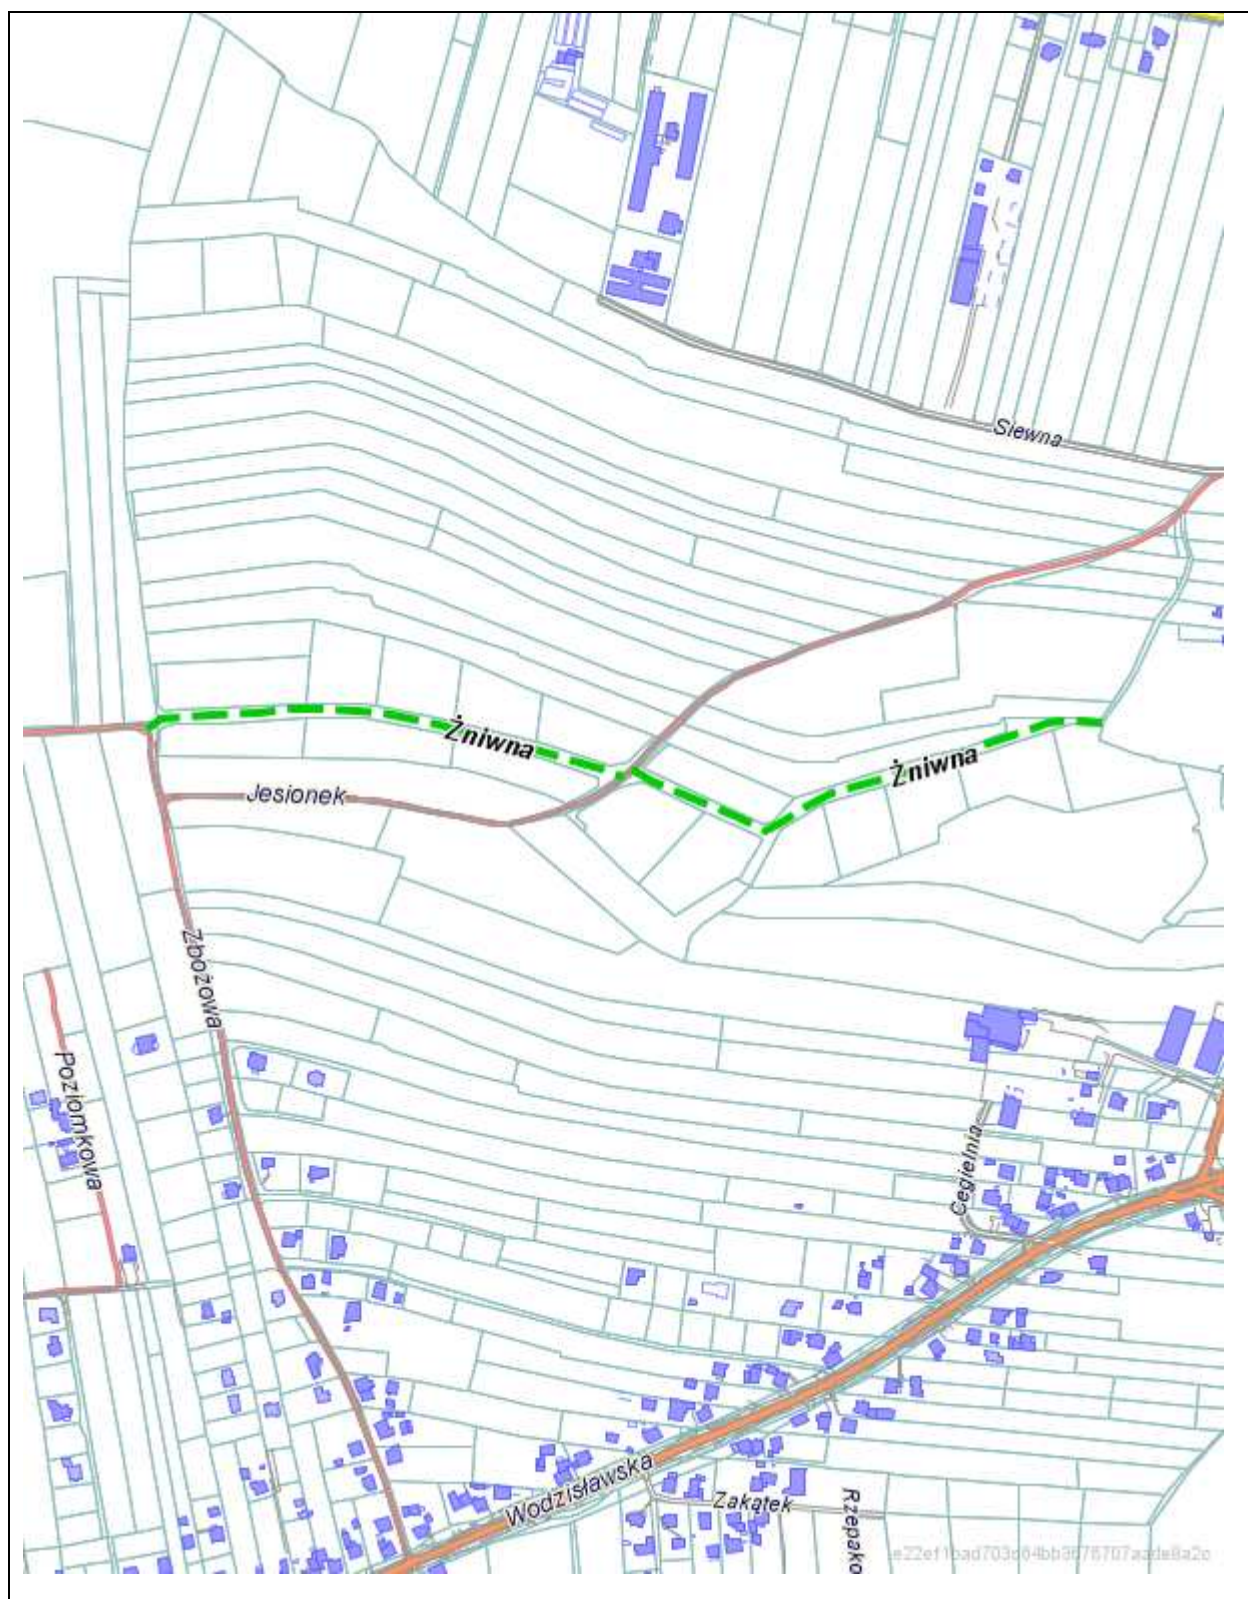 Siewna
Żniwna
Żniwna
Jesionek
Zbożowa
Poziomkowa
Cegielnia
Wodzisławska
Zakątek
Rzepako